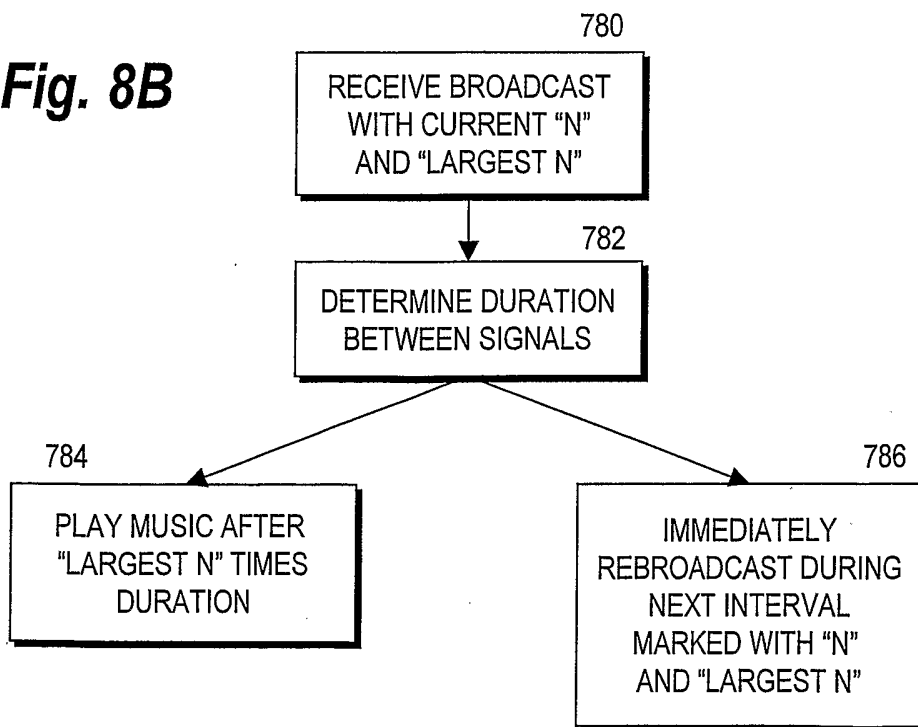 Fig. 8B
780
RECEIVE BROADCAST
WITH CURRENT “N”
AND “LARGEST N”
782
DETERMINE DURATION
BETWEEN SIGNALS
784
PLAY MUSIC AFTER
“LARGEST N” TIMES
DURATION
786
IMMEDIATELY
REBROADCAST DURING
NEXT INTERVAL
MARKED WITH “N”
AND “LARGEST N”